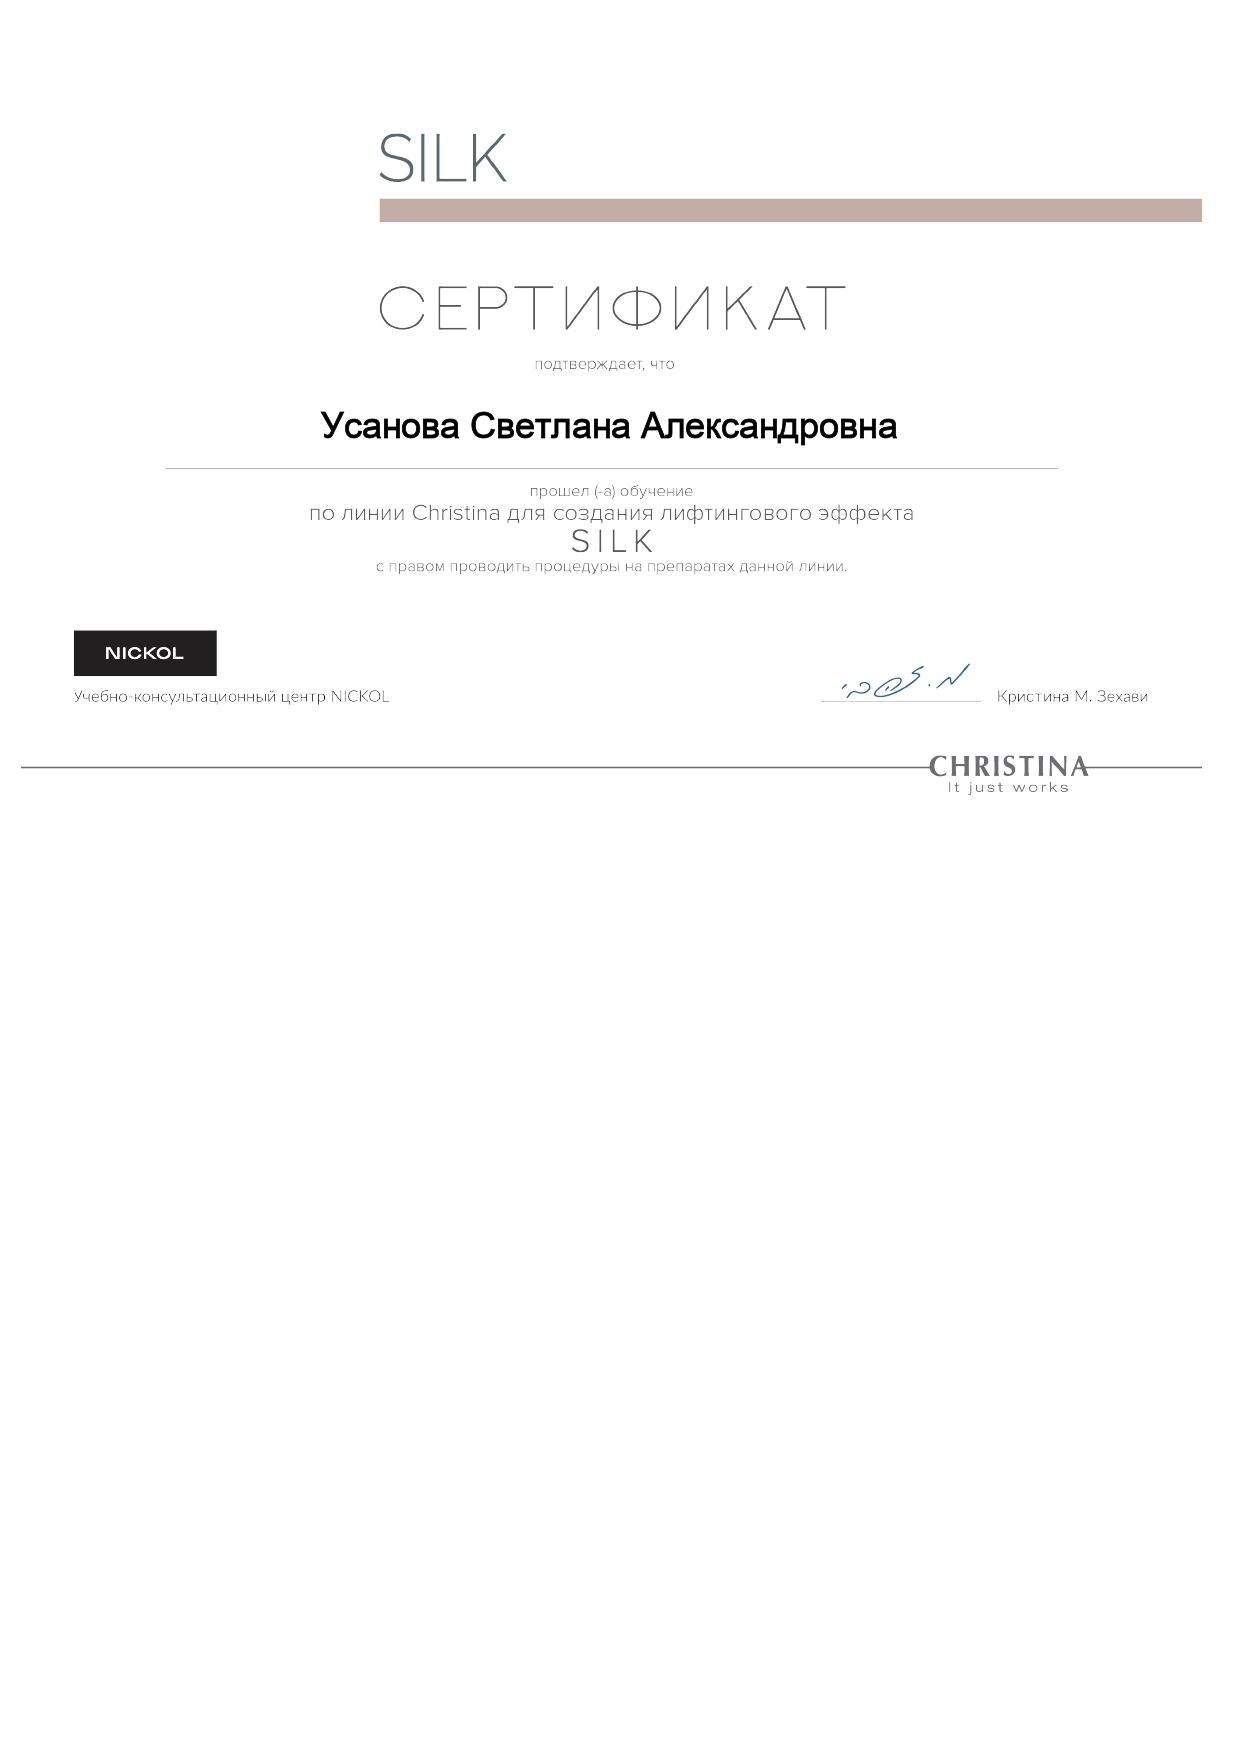 SILK
СЕРТИФИКАТ
подтверждает, что
Усанова Светлана Александровна
прошел (-а) обучение
по линии Christina для создания лифтингового эффекта
SILK
с правом проводить процедуры на препаратах данной линии.
NICKOL
Учебно-консультационный центр NICKOL
Кристина М. Зехави
CHRISTINA
It just works